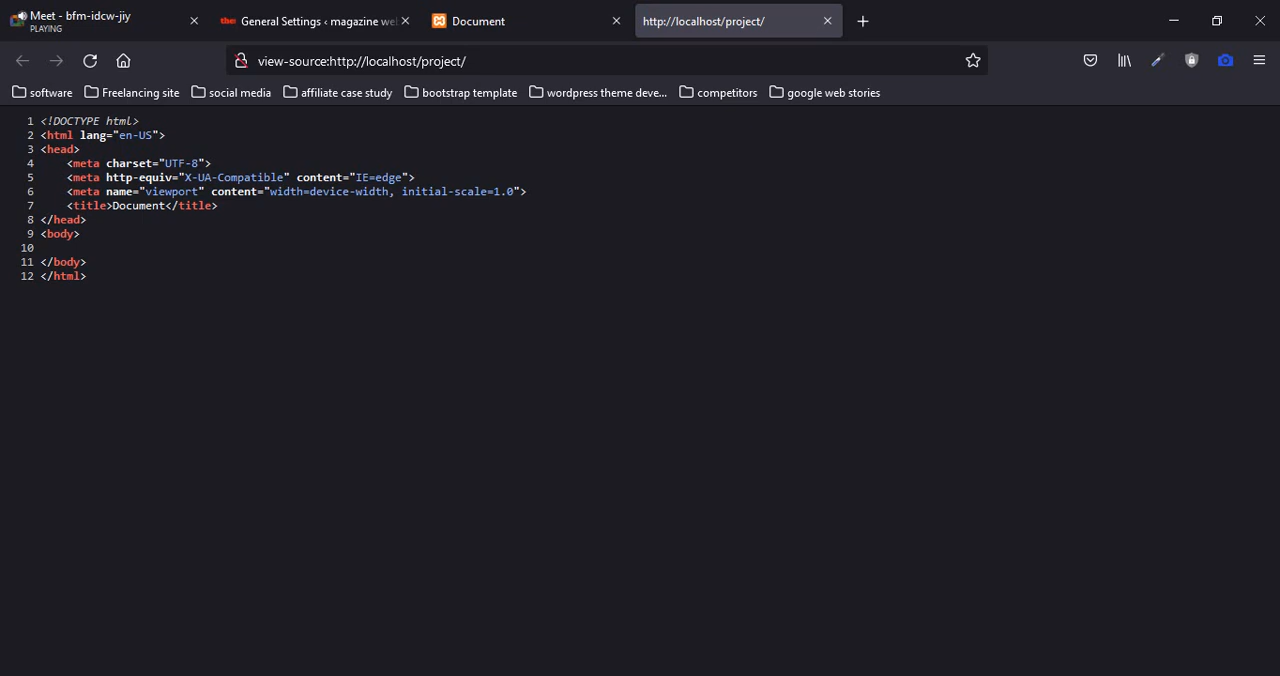 Meet - bfm-idcw-jiy
PLAYING
General Settings ‹ magazine we
Document
http://localhost/project/
view-source:http://localhost/project/
software
Freelancing site
social media
affiliate case study
bootstrap template
wordpress theme deve...
competitors
google web stories
1 <!DOCTYPE html>
2 <html lang="en-US">
3 <head>
4     <meta charset="UTF-8">
5     <meta http-equiv="X-UA-Compatible" content="IE=edge">
6     <meta name="viewport" content="width=device-width, initial-scale=1.0">
7     <title>Document</title>
8 </head>
9 <body>
10
11 </body>
12 </html>